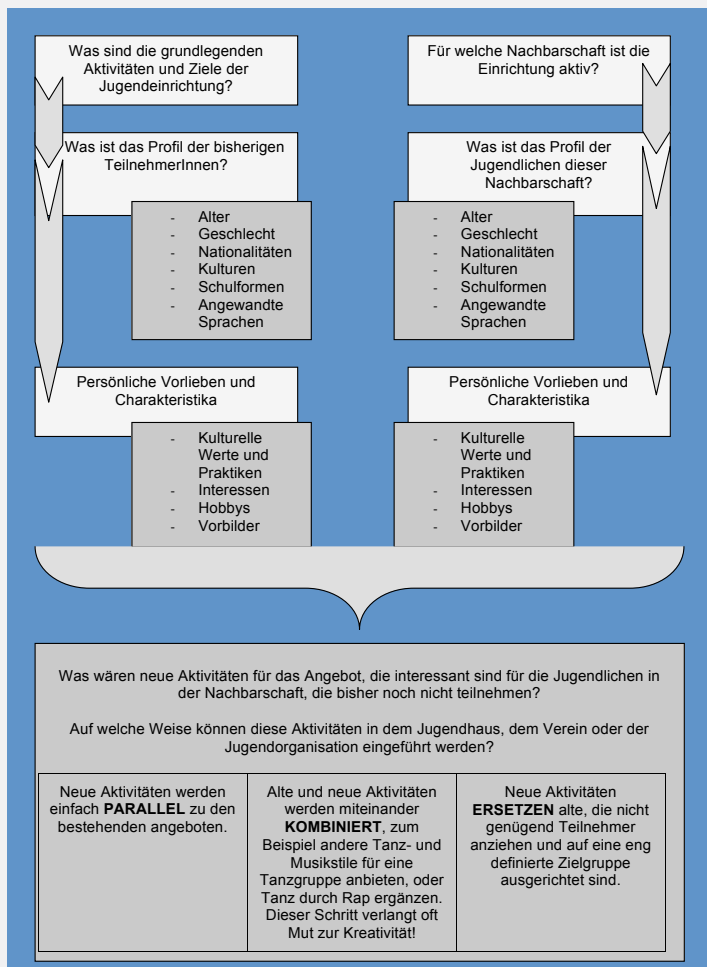 Was sind die grundlegenden
Aktivitäten und Ziele der
Jugendeinrichtung?
Für welche Nachbarschaft ist die
Einrichtung aktiv?
Was ist das Profil der bisherigen
TeilnehmerInnen?
Was ist das Profil der
Jugendlichen dieser
Nachbarschaft?
- Alter
- Geschlecht
- Nationalitäten
- Kulturen
- Schulformen
- Angewandte
Sprachen
- Alter
- Geschlecht
- Nationalitäten
- Kulturen
- Schulformen
- Angewandte
Sprachen
Persönliche Vorlieben und
Charakteristika
Persönliche Vorlieben und
Charakteristika
- Kulturelle
Werte und
Praktiken
- Interessen
- Hobbys
- Vorbilder
- Kulturelle
Werte und
Praktiken
- Interessen
- Hobbys
- Vorbilder
Was wären neue Aktivitäten für das Angebot, die interessant sind für die Jugendlichen in
der Nachbarschaft, die bisher noch nicht teilnehmen?
Auf welche Weise können diese Aktivitäten in dem Jugendhaus, dem Verein oder der
Jugendorganisation eingeführt werden?
Neue Aktivitäten werden
einfach PARALLEL zu den
bestehenden angeboten.
Alte und neue Aktivitäten
werden miteinander
KOMBINIERT, zum
Beispiel andere Tanz- und
Musikstile für eine
Tanzgruppe anbieten, oder
Tanz durch Rap ergänzen.
Dieser Schritt verlangt oft
Mut zur Kreativität!
Neue Aktivitäten
ERSETZEN alte, die nicht
genügend Teilnehmer
anziehen und auf eine eng
definierte Zielgruppe
ausgerichtet sind.